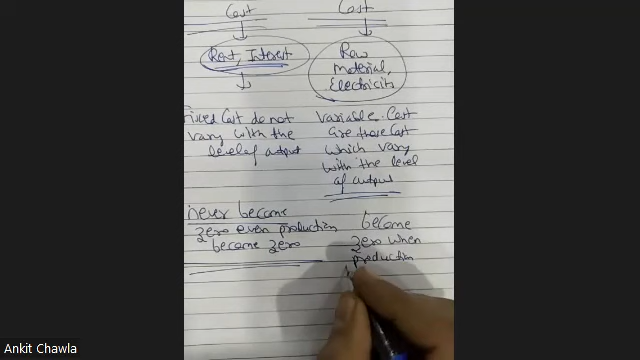 Cost
Cost
Rent, Interest
Raw
Material,
Electricity
Fixed Cost do not
vary with the
level of output
Variable Cost
are those Cost
which vary
with the level
of output
never become
zero even production
become zero
become
zero when
production
Ankit Chawla